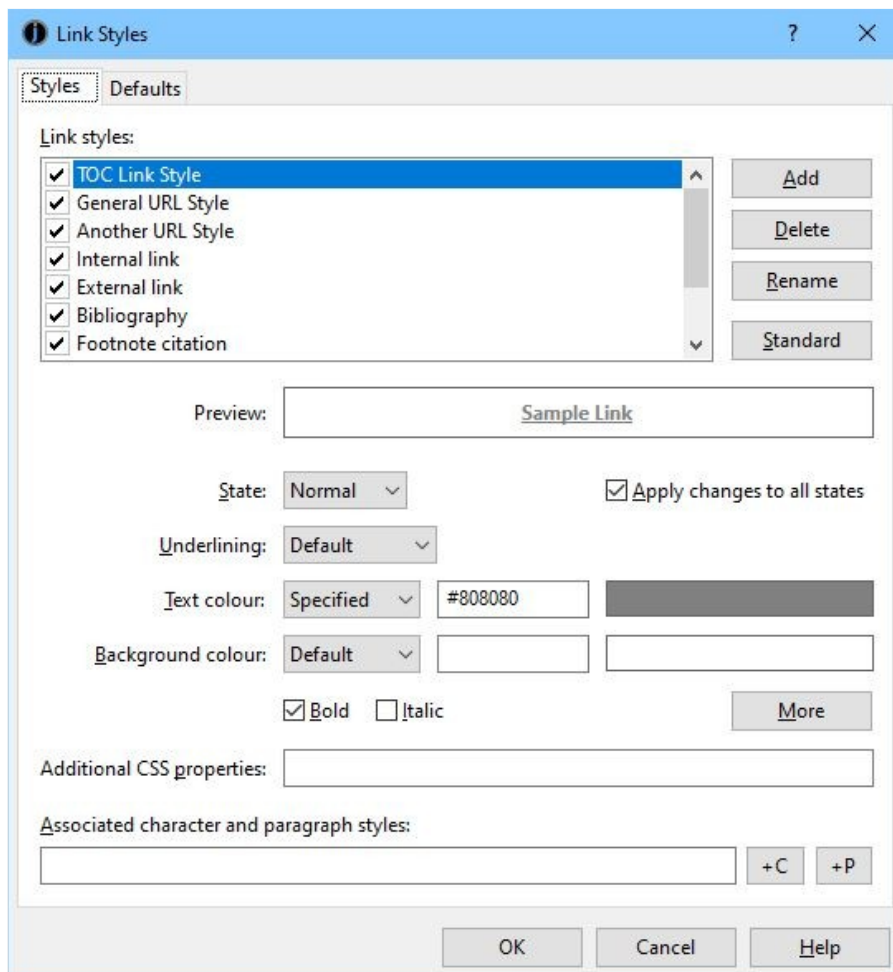 Link Styles ?
Styles Defaults
Link styles:
TOC Link Style
Add
General URL Style
Another URL Style
Delete
Internal link
External link
Rename
Bibliography
Footnote citation
Standard
Preview: Sample Link
State: Normal Apply changes to all states
Underlining: Default
Text colour: Specified #808080
Background colour: Default
Bold Italic More
Additional CSS properties:
Associated character and paragraph styles:
+C +P
OK Cancel Help